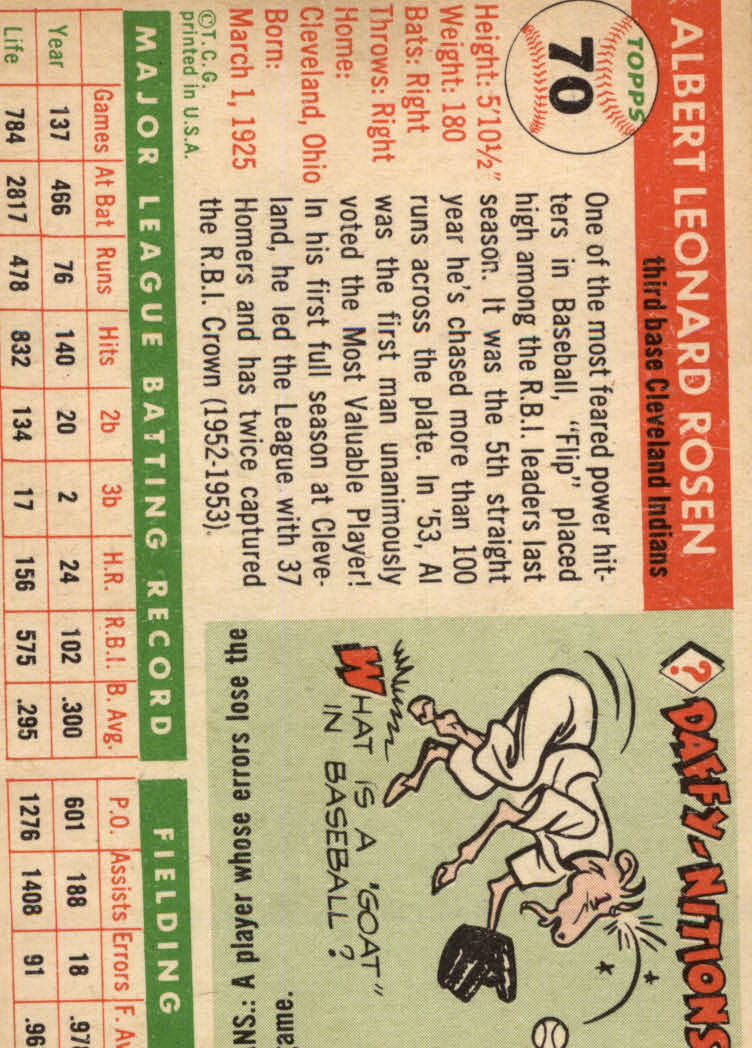 ALBERT LEONARD ROSEN
third base Cleveland Indians
TOPPS
70
Height: 5'10½"
Weight: 180
Bats: Right
Throws: Right
Home:
Cleveland, Ohio
Born:
March 1, 1925
©T. C. G.
printed in U.S.A.
One of the most feared power hit-
ters in Baseball, "Flip" placed
high among the R.B.I. leaders last
season. It was the 5th straight
year he's chased more than 100
runs across the plate. In '53, Al
was the first man unanimously
voted the Most Valuable Player!
In his first full season at Cleve-
land, he led the League with 37
Homers and has twice captured
the R.B.I. Crown (1952-1953).
? DAFFY-NITIONS
WHAT IS A "GOAT"
IN BASEBALL?
NS.: A player whose errors lose the
ame.
MAJOR LEAGUE BATTING RECORD
FIELDING
Games At Bat Runs Hits 2b 3b H.R. R.B.I. B. Avg. P.O. Assists Errors F. Av
Year 137 466 76 140 20 2 24 102 .300 601 188 18 .978
Life 784 2817 478 832 134 17 156 575 .295 1276 1408 91 .96